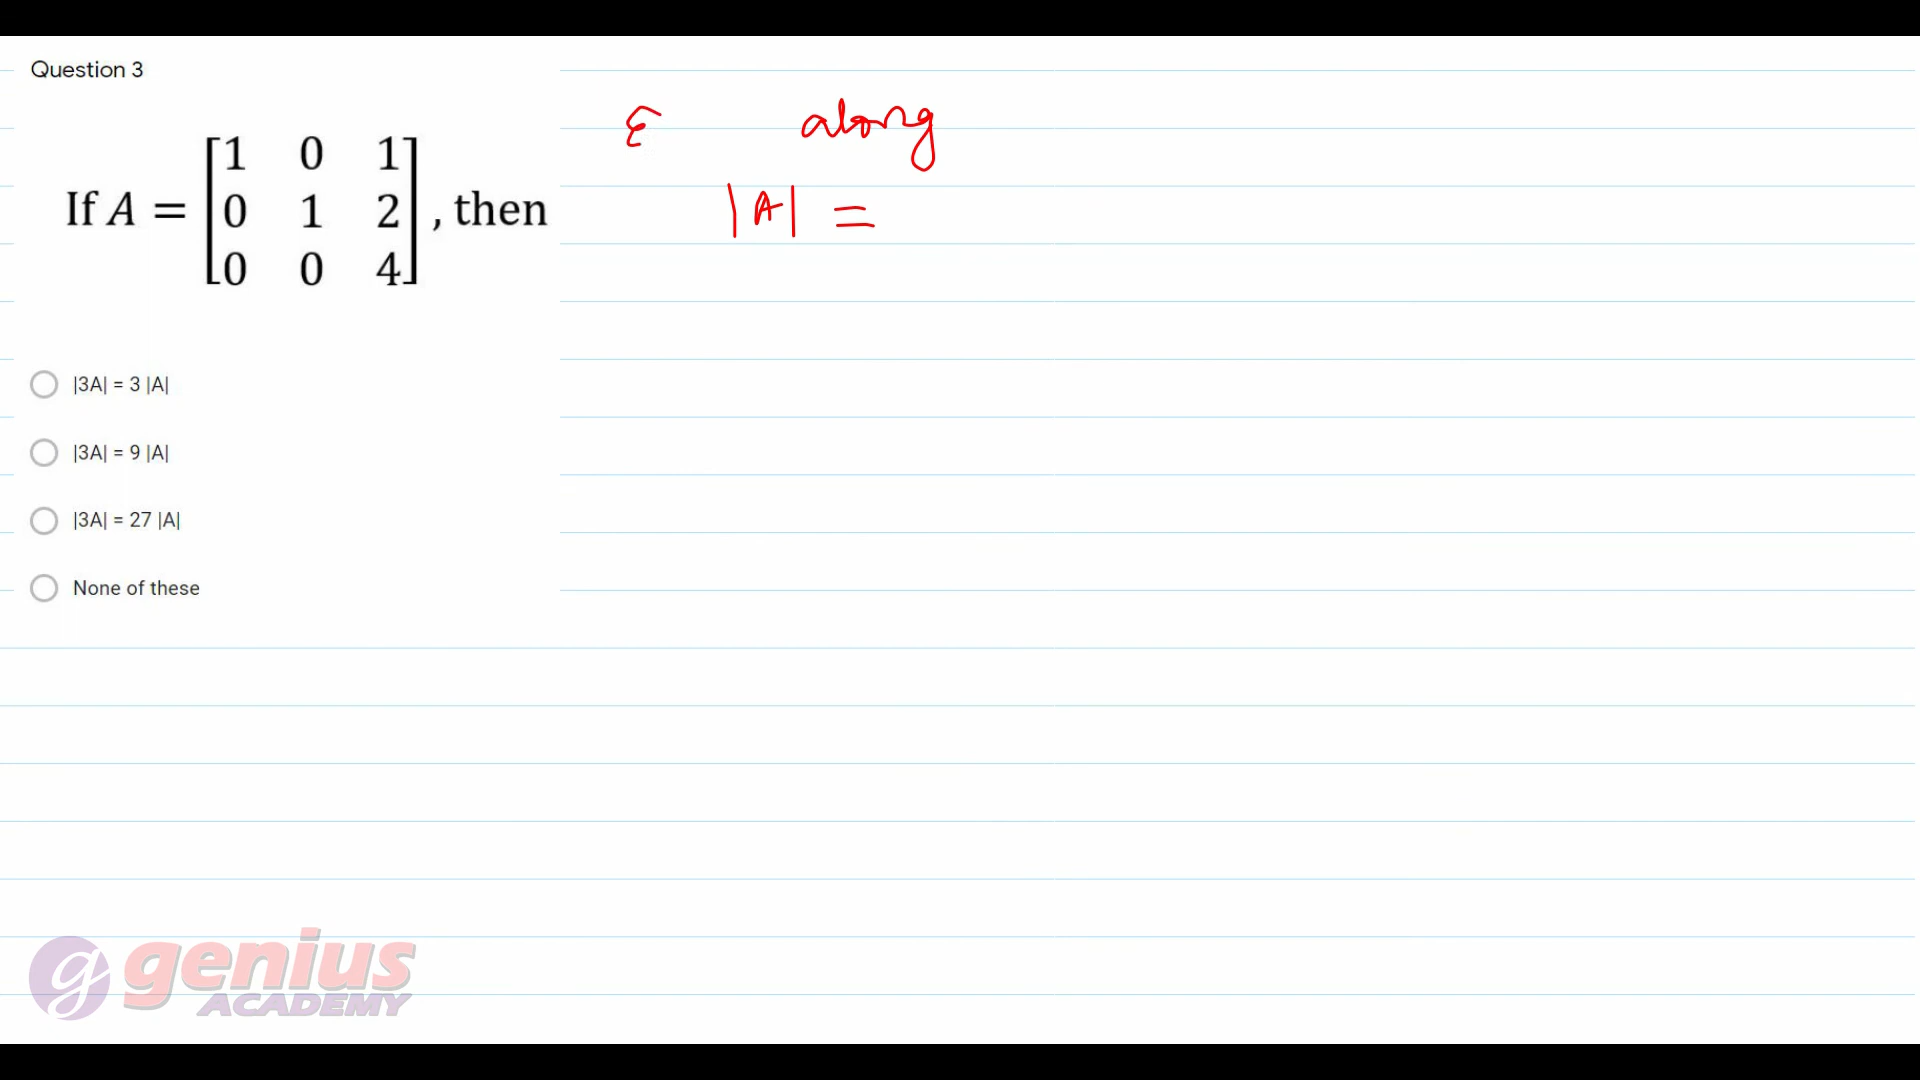 Question 3
If A = [1 0 1
0 1 2
0 0 4], then
ε along
|A| =
|3A| = 3 |A|
|3A| = 9 |A|
|3A| = 27 |A|
None of these
g genius
ACADEMY